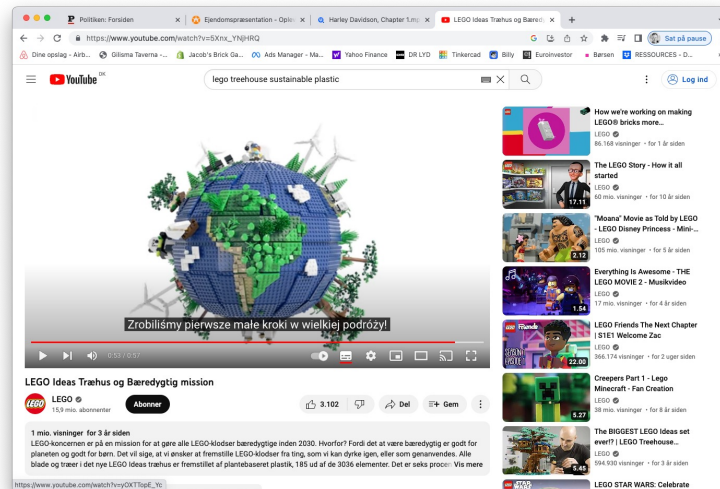 Politiken: Forsiden
Ejendomspræsentation - Ople
Harley Davidson, Chapter 1.mp
LEGO Ideas Træhus og Bæredy
https://www.youtube.com/watch?v=5Xnx_YNjHRQ
Sat på pause
Dine opslag - Airb...
Gilisma Taverna -...
Jacob's Brick Ga...
Ads Manager - Ma...
Yahoo Finance
DR LYD
Tinkercad
Billy
Euroinvestor
Børsen
RESSOURCES - D...
YouTube DK
lego treehouse sustainable plastic
Log ind
Zrobiliśmy pierwsze małe kroki w wielkiej podróży!
0:53 / 0:57
LEGO Ideas Træhus og Bæredygtig mission
LEGO
15,9 mio. abonnenter
Abonner
3.102
Del
Gem
1 mio. visninger for 3 år siden
LEGO-koncernen er på en mission for at gøre alle LEGO-klodser bæredygtige inden 2030. Hvorfor? Fordi det at være bæredygtig er godt for
planeten og godt for børn. Det vil sige, at vi ønsker at fremstille LEGO-klodser fra ting, som vi kan dyrke igen, eller som genanvendes. Alle
blade og træer i det nye LEGO Ideas træhus er fremstillet af plantebaseret plastik, 185 ud af de 3036 elementer. Det er seks procen Vis mere
https://www.youtube.com/watch?v=yOXTTopE_Yc
How we're working on making
LEGO® bricks more...
LEGO
86.168 visninger • for 1 år siden
17.11
The LEGO Story - How it all
started
LEGO
60 mio. visninger • for 10 år siden
2.12
"Moana" Movie as Told by LEGO
- LEGO Disney Princess - Mini-...
LEGO
105 mio. visninger • for 5 år siden
1.54
Everything Is Awesome - THE
LEGO MOVIE 2 - Musikvideo
LEGO
17 mio. visninger • for 4 år siden
Friends
22.00
LEGO Friends The Next Chapter
| S1E1 Welcome Zac
LEGO
366.174 visninger • for 2 uger siden
5.27
Creepers Part 1 - Lego
Minecraft - Fan Creation
LEGO
38 mio. visninger • for 8 år siden
5.45
The BIGGEST LEGO Ideas set
ever!? | LEGO Treehouse...
LEGO
594.930 visninger • for 3 år siden
LEGO STAR WARS: Celebrate